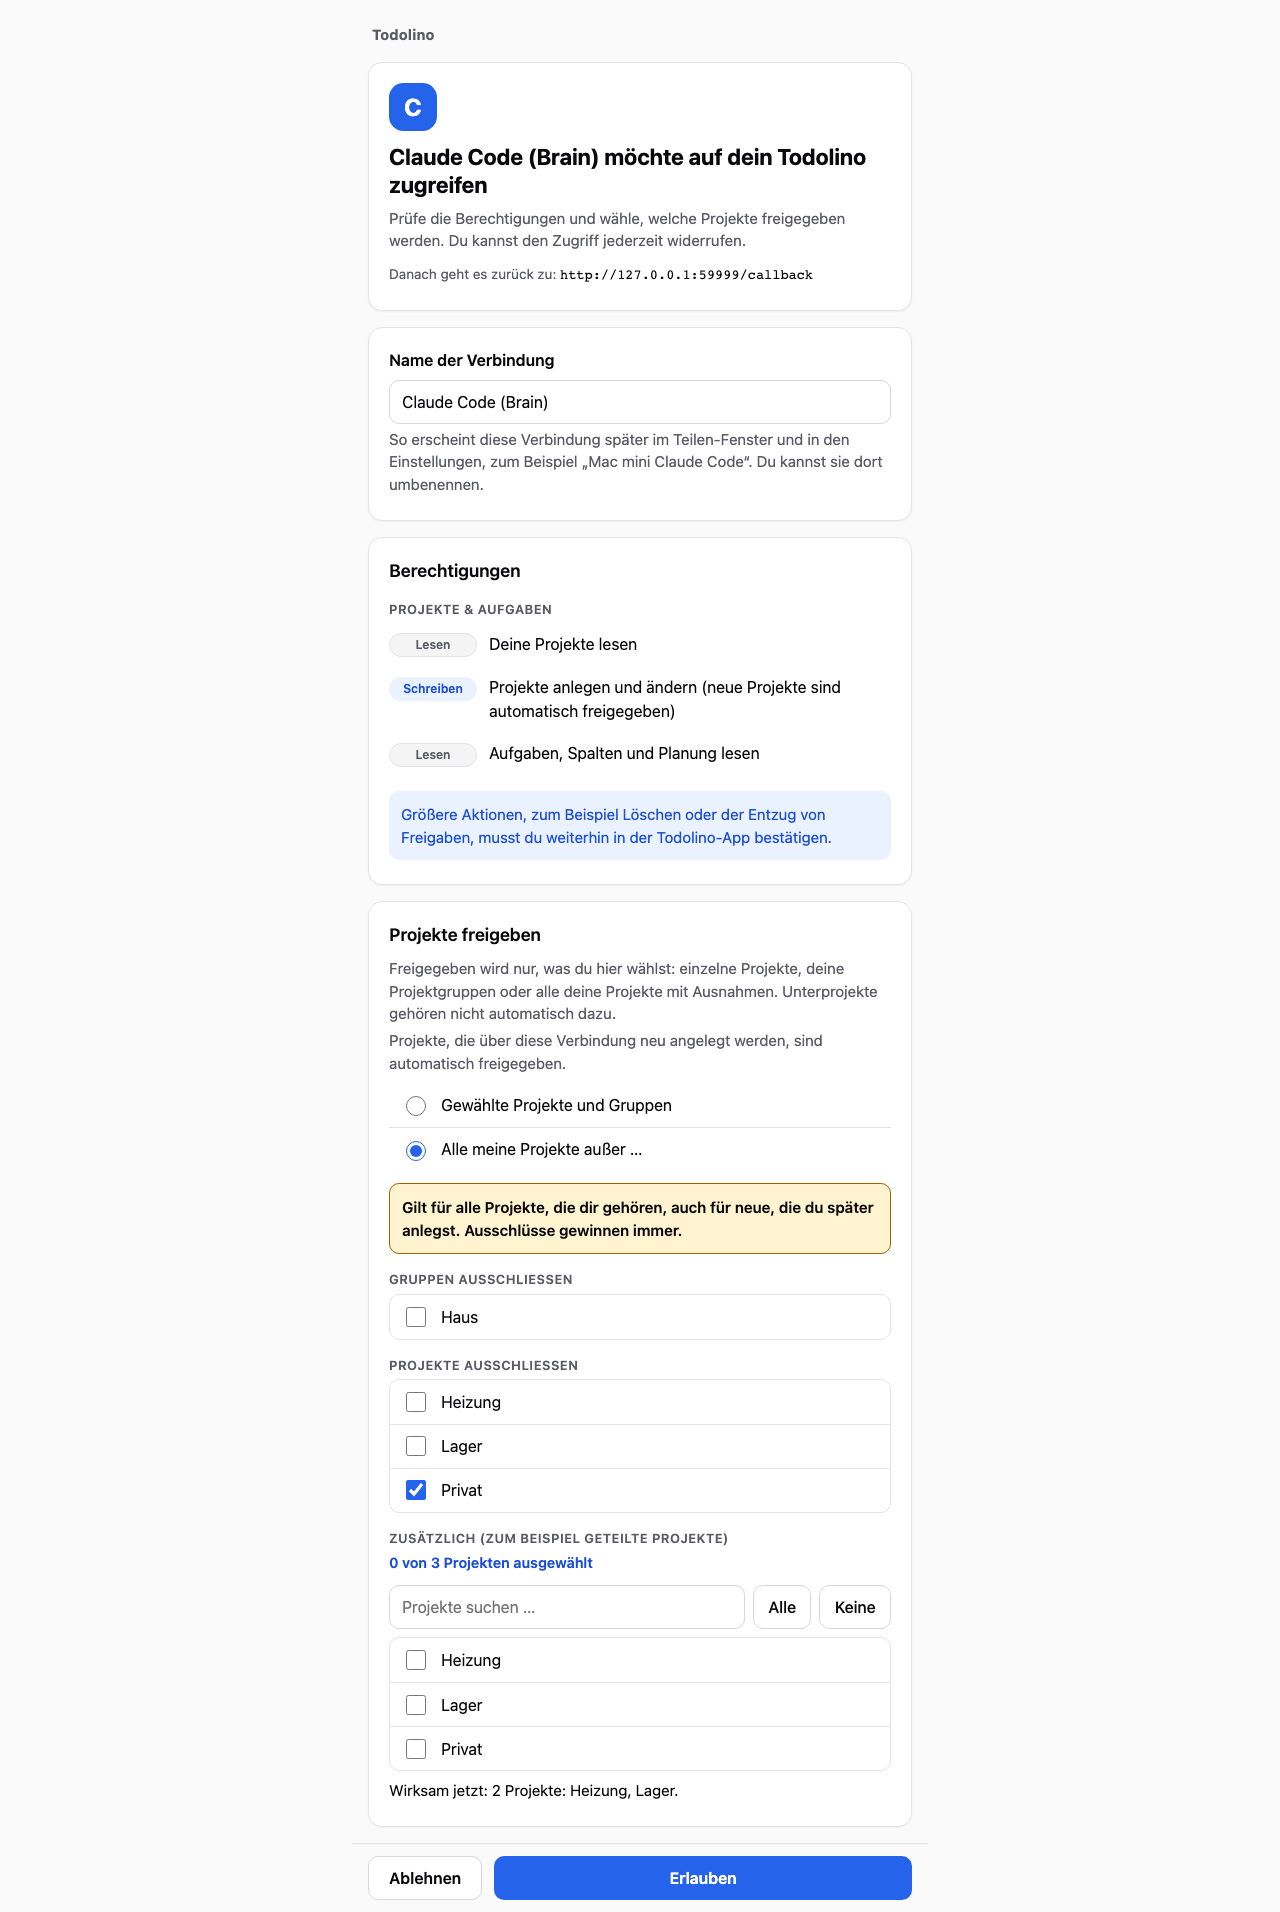 Todolino
C
Claude Code (Brain) möchte auf dein Todolino
zugreifen
Prüfe die Berechtigungen und wähle, welche Projekte freigegeben
werden. Du kannst den Zugriff jederzeit widerrufen.
Danach geht es zurück zu: http://127.0.0.1:59999/callback
Name der Verbindung
Claude Code (Brain)
So erscheint diese Verbindung später im Teilen-Fenster und in den
Einstellungen, zum Beispiel „Mac mini Claude Code“. Du kannst sie dort
umbenennen.
Berechtigungen
PROJEKTE & AUFGABEN
Lesen Deine Projekte lesen
Schreiben Projekte anlegen und ändern (neue Projekte sind
automatisch freigegeben)
Lesen Aufgaben, Spalten und Planung lesen
Größere Aktionen, zum Beispiel Löschen oder der Entzug von
Freigaben, musst du weiterhin in der Todolino-App bestätigen.
Projekte freigeben
Freigegeben wird nur, was du hier wählst: einzelne Projekte, deine
Projektgruppen oder alle deine Projekte mit Ausnahmen. Unterprojekte
gehören nicht automatisch dazu.
Projekte, die über diese Verbindung neu angelegt werden, sind
automatisch freigegeben.
Gewählte Projekte und Gruppen
Alle meine Projekte außer ...
Gilt für alle Projekte, die dir gehören, auch für neue, die du später
anlegst. Ausschlüsse gewinnen immer.
GRUPPEN AUSSCHLIESSEN
Haus
PROJEKTE AUSSCHLIESSEN
Heizung
Lager
Privat
ZUSÄTZLICH (ZUM BEISPIEL GETEILTE PROJEKTE)
0 von 3 Projekten ausgewählt
Projekte suchen ... Alle Keine
Heizung
Lager
Privat
Wirksam jetzt: 2 Projekte: Heizung, Lager.
Ablehnen Erlauben